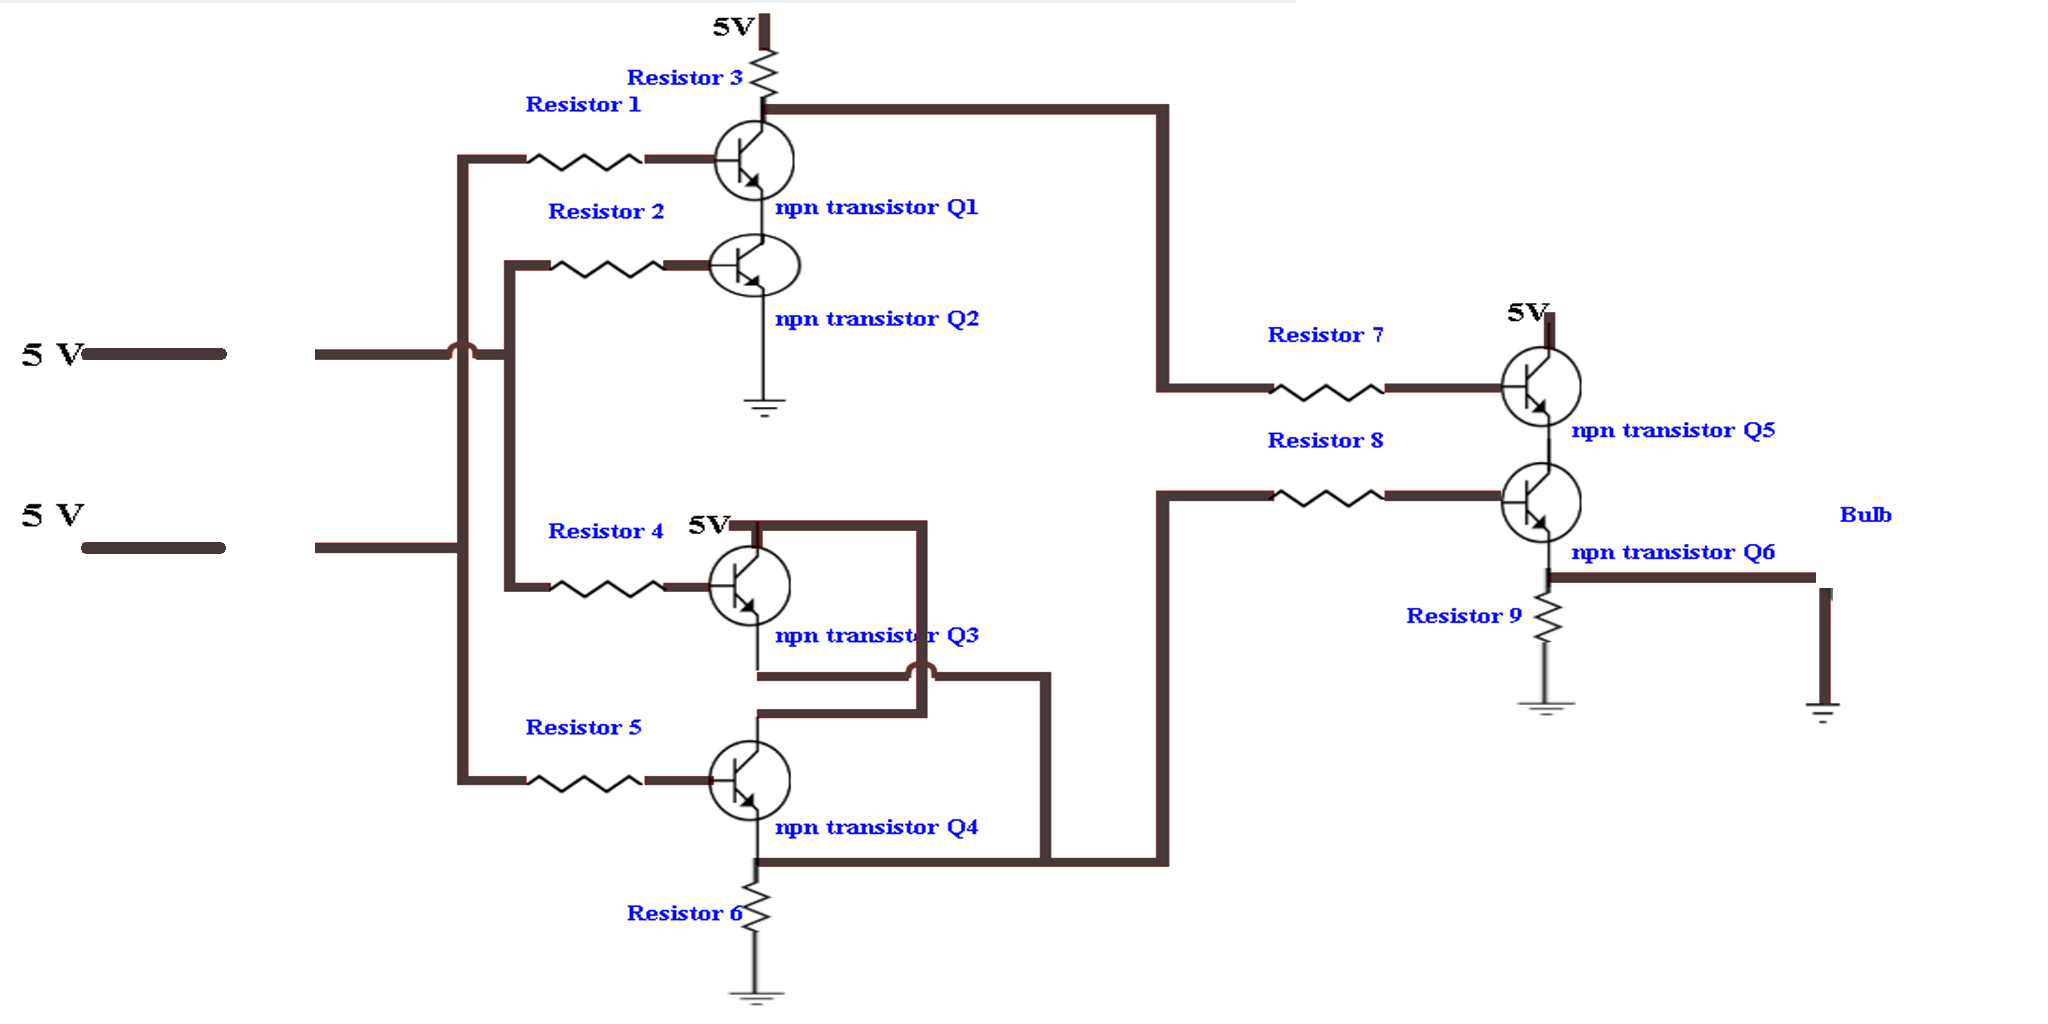 5V
Resistor 3
Resistor 1
Resistor 2
npn transistor Q1
npn transistor Q2
5 V
5V
Resistor 7
Resistor 8
npn transistor Q5
5 V
Resistor 4
5V
Bulb
npn transistor Q6
npn transistor Q3
Resistor 9
Resistor 5
npn transistor Q4
Resistor 6